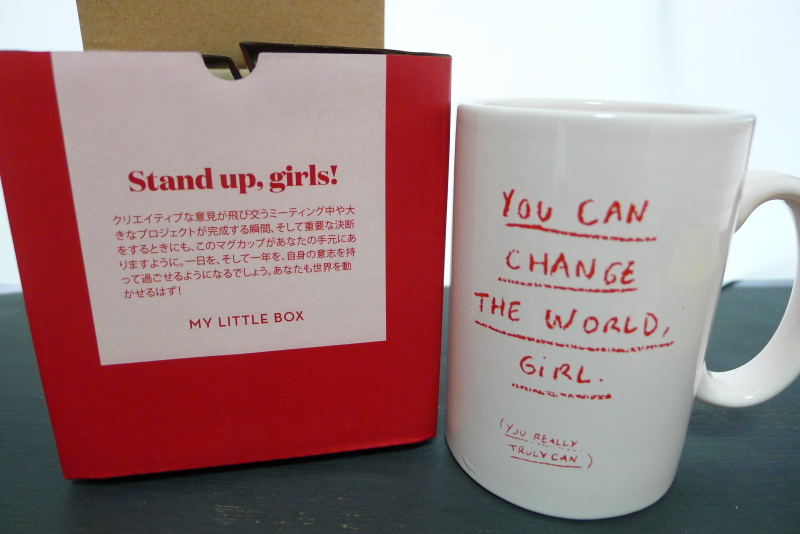 Stand up, girls!
クリエイティブな意見が飛び交うミーティング中や大
きなプロジェクトが完成する瞬間、そして重要な決断
をするときにも、このマグカップがあなたの手元にあ
りますように。一日を、そして一年を、自身の意志を持
って過ごせるようになるでしょう。あなたも世界を動
かせるはず!
MY LITTLE BOX
YOU CAN
CHANGE
THE WORLD,
GiRL.
(YOU REALLY
TRULY CAN)